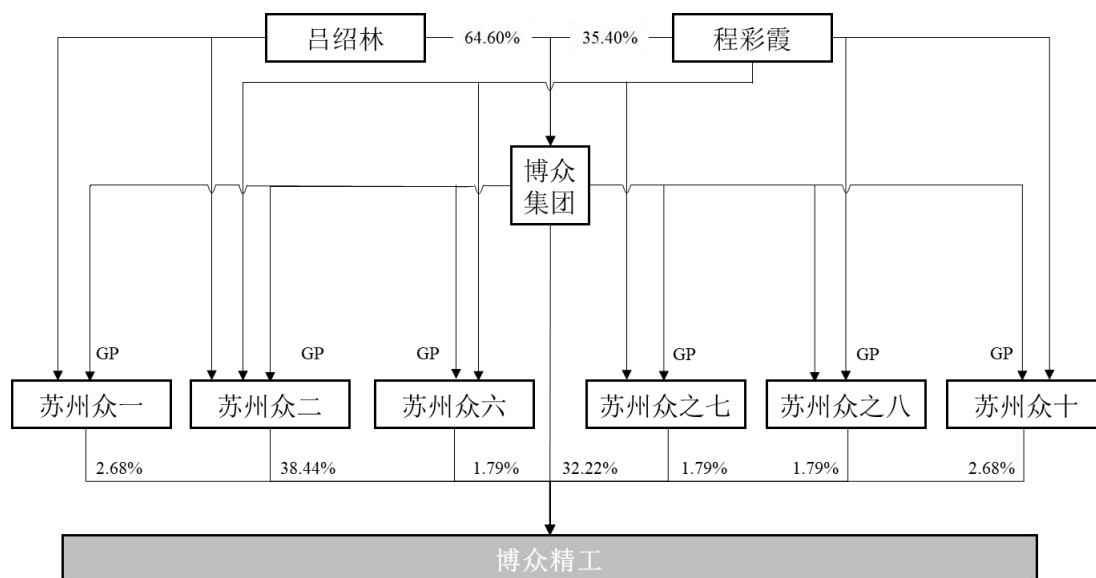 吕绍林
64.60%
35.40%
程彩霞
博众
集团
GP
GP
GP
GP
GP
GP
苏州众一
苏州众二
苏州众六
苏州众之七
苏州众之八
苏州众十
2.68%
38.44%
1.79%
32.22%
1.79%
1.79%
2.68%
博众精工